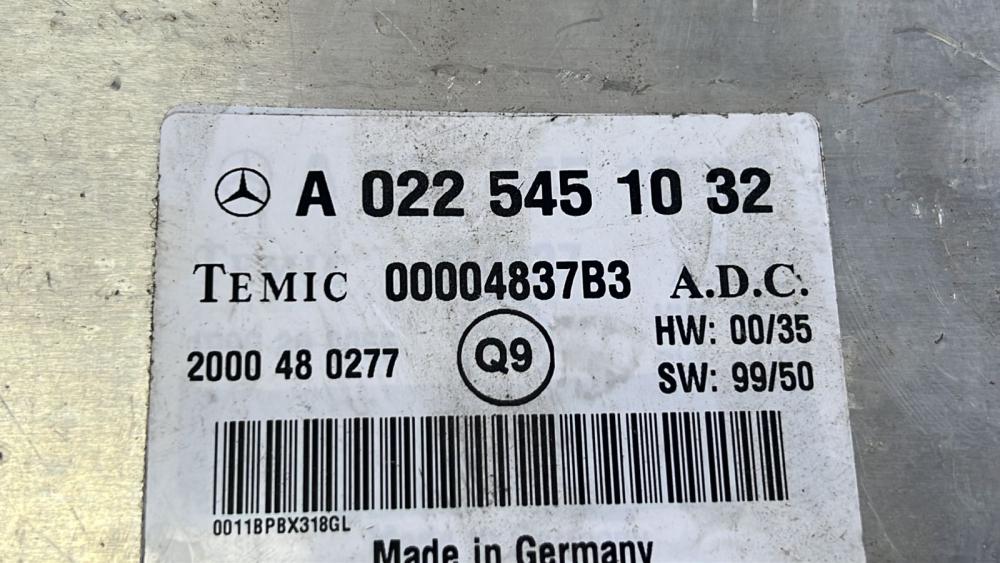 A 022 545 10 32
TEMIC 00004837B3 A.D.C.
HW: 00/35
2000 48 0277 Q9
SW: 99/50
0011BPBX318GL
Made in Germany